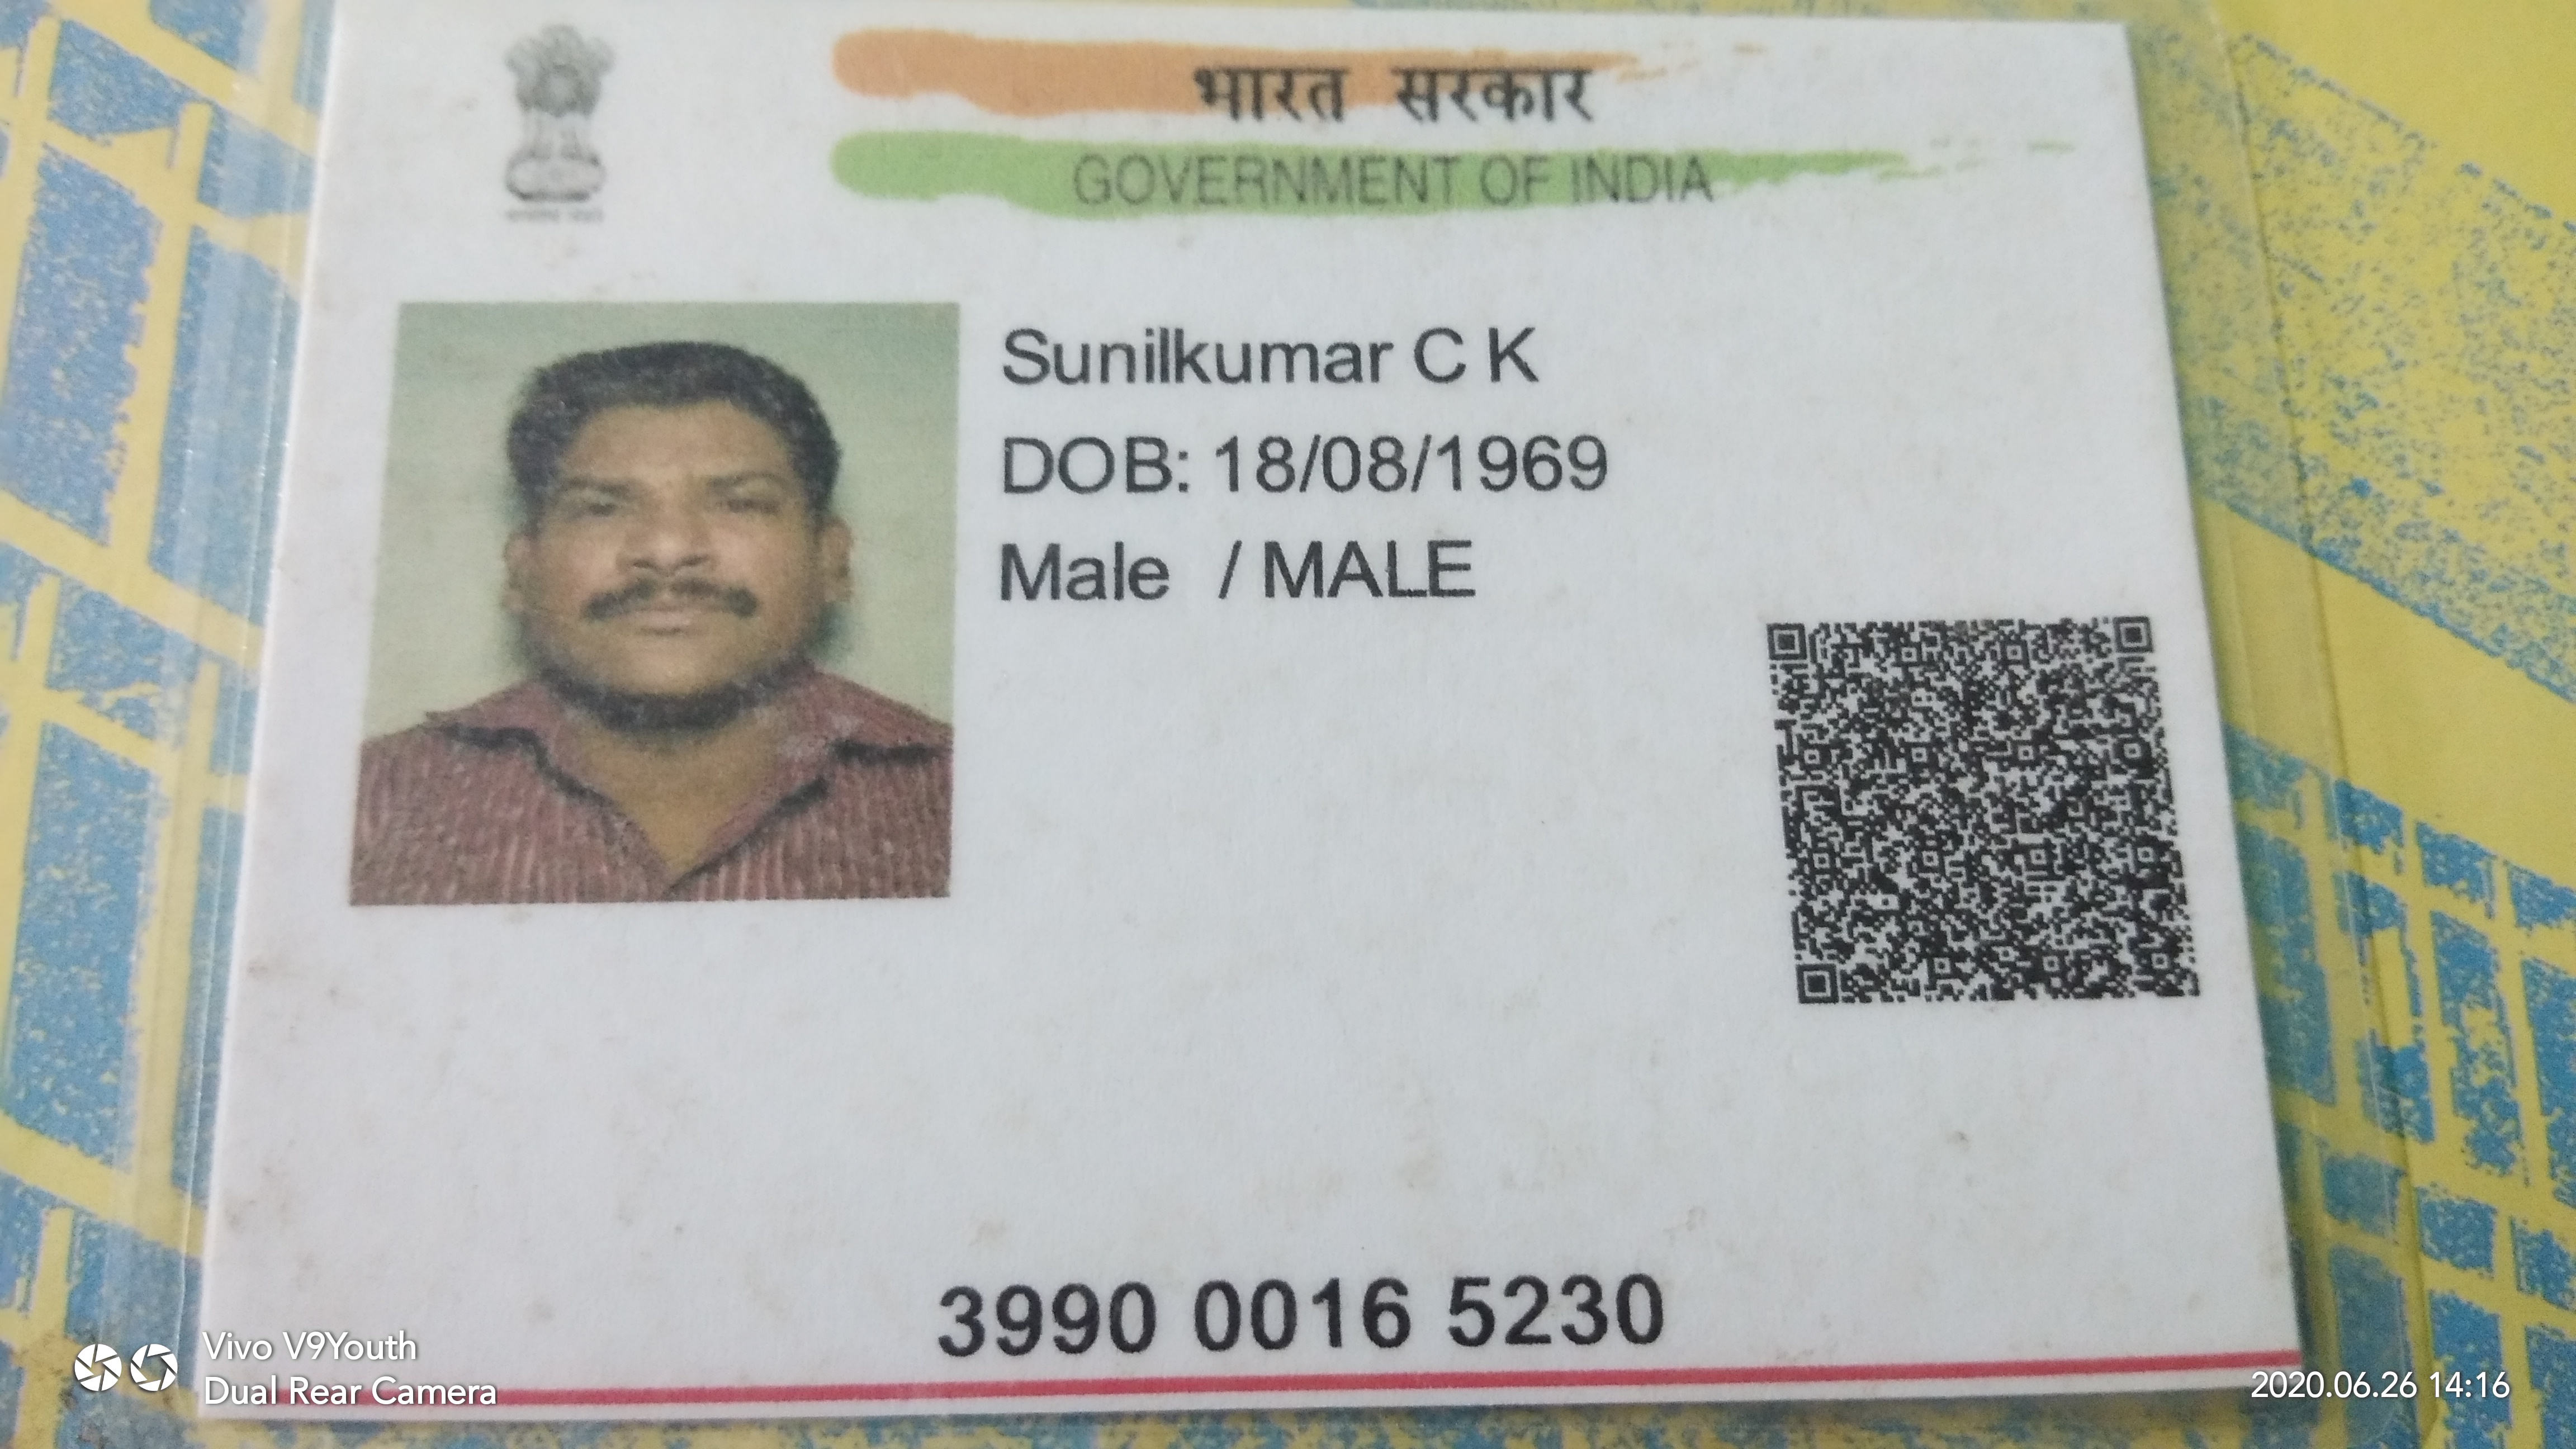 भारत सरकार
GOVERNMENT OF INDIA
Sunilkumar C K
DOB: 18/08/1969
Male / MALE
3990 0016 5230
Vivo V9Youth
Dual Rear Camera
2020.06.26 14:16